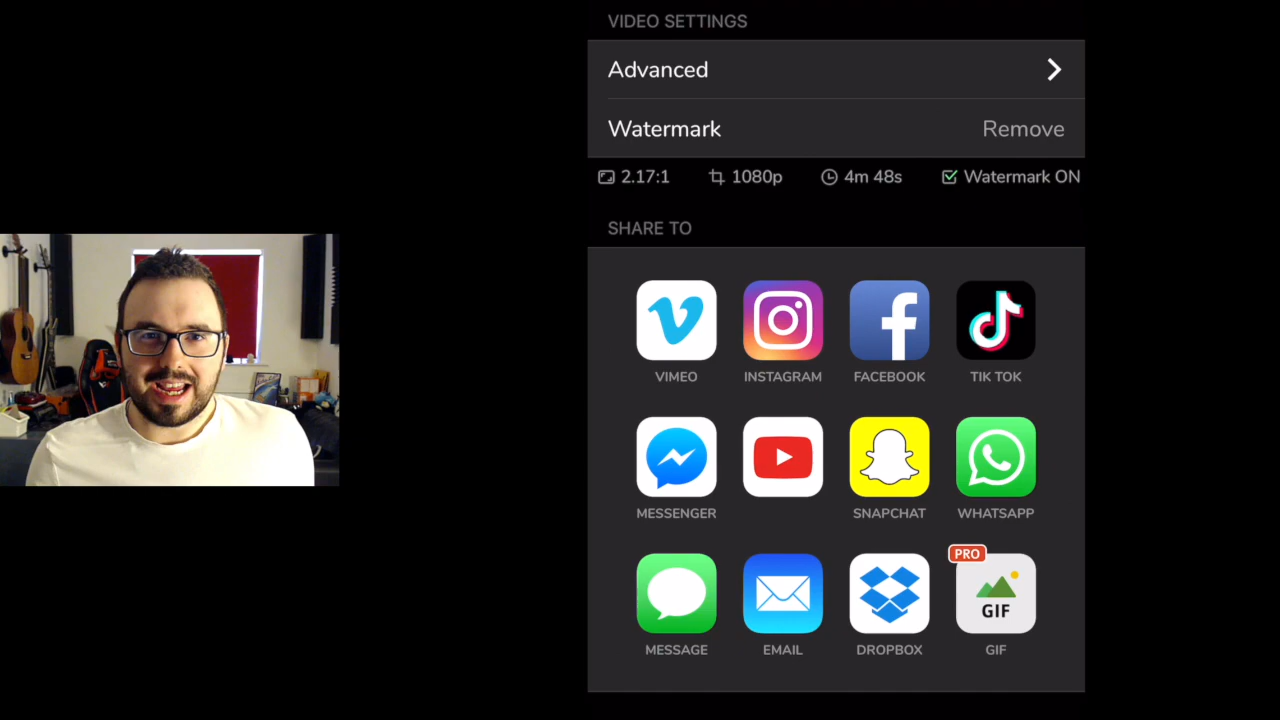 VIDEO SETTINGS
Advanced
Watermark Remove
2.17:1 1080p 4m 48s Watermark ON
SHARE TO
VIMEO INSTAGRAM FACEBOOK TIK TOK
MESSENGER SNAPCHAT WHATSAPP
PRO
GIF
MESSAGE EMAIL DROPBOX GIF